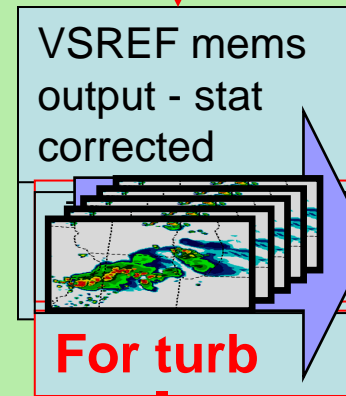 VSREF mems
output - stat
corrected
For turb